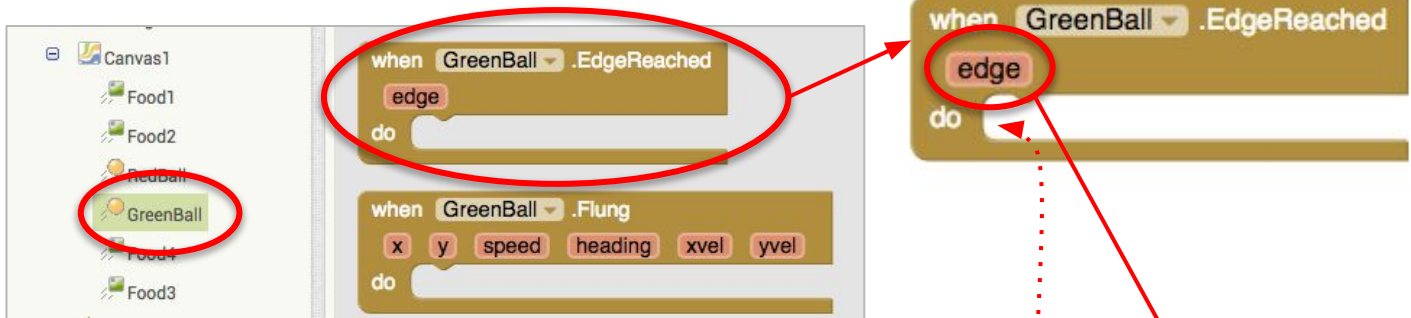 Canvas1
Food1
Food2
RedBall
GreenBall
Food4
Food3
when GreenBall .EdgeReached
edge
do
when GreenBall .Flung
x y speed heading xvel yvel
do
when GreenBall .EdgeReached
edge
do